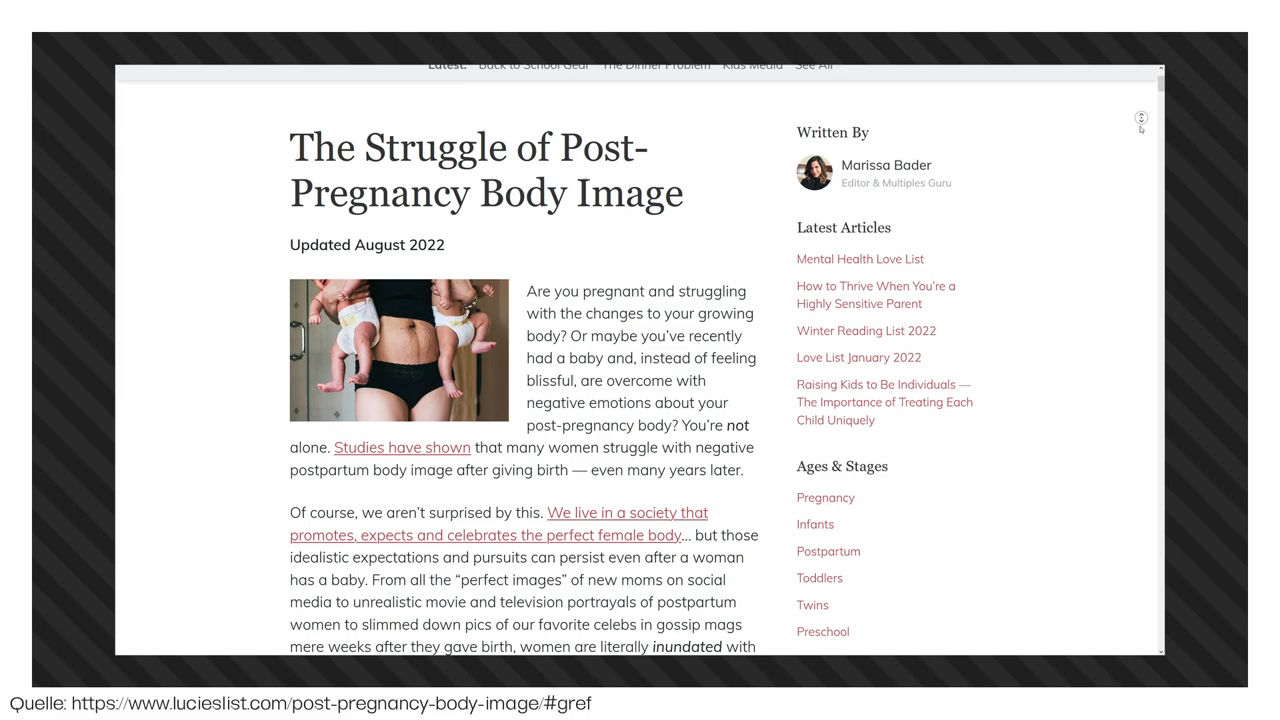 Latest: Back to School Gear The Dinner Problem Kids Media See All
The Struggle of Post-
Pregnancy Body Image
Updated August 2022
Are you pregnant and struggling
with the changes to your growing
body? Or maybe you’ve recently
had a baby and, instead of feeling
blissful, are overcome with
negative emotions about your
post-pregnancy body? You’re not
alone. Studies have shown that many women struggle with negative
postpartum body image after giving birth — even many years later.
Of course, we aren’t surprised by this. We live in a society that
promotes, expects and celebrates the perfect female body... but those
idealistic expectations and pursuits can persist even after a woman
has a baby. From all the “perfect images” of new moms on social
media to unrealistic movie and television portrayals of postpartum
women to slimmed down pics of our favorite celebs in gossip mags
mere weeks after they gave birth, women are literally inundated with
Written By
Marissa Bader
Editor & Multiples Guru
Latest Articles
Mental Health Love List
How to Thrive When You’re a
Highly Sensitive Parent
Winter Reading List 2022
Love List January 2022
Raising Kids to Be Individuals —
The Importance of Treating Each
Child Uniquely
Ages & Stages
Pregnancy
Infants
Postpartum
Toddlers
Twins
Preschool
Quelle: https://www.lucieslist.com/post-pregnancy-body-image/#gref